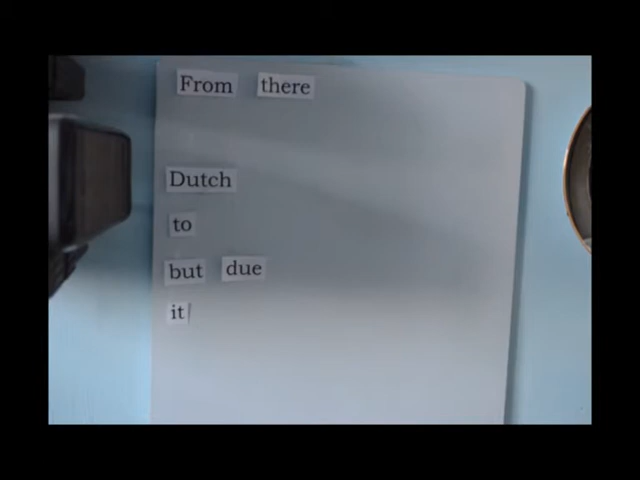 From there
Dutch
to
but due
it